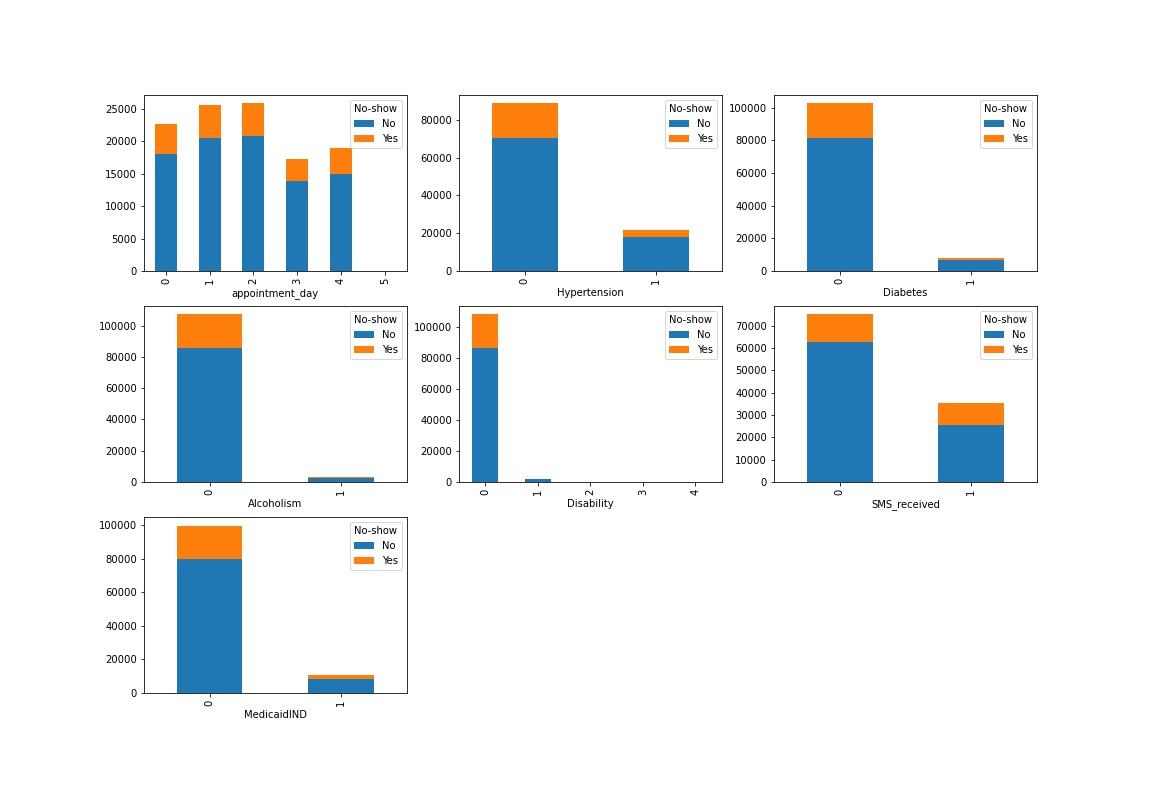 25000
20000
15000
10000
5000
0
No-show
No
Yes
0 1 2 3 4 5
appointment_day
80000
60000
40000
20000
0
No-show
No
Yes
0 1
Hypertension
100000
80000
60000
40000
20000
0
No-show
No
Yes
0 1
Diabetes
100000
80000
60000
40000
20000
0
No-show
No
Yes
0 1
Alcoholism
100000
80000
60000
40000
20000
0
No-show
No
Yes
0 1 2 3 4
Disability
70000
60000
50000
40000
30000
20000
10000
0
No-show
No
Yes
0 1
SMS_received
100000
80000
60000
40000
20000
0
No-show
No
Yes
0 1
MedicaidIND